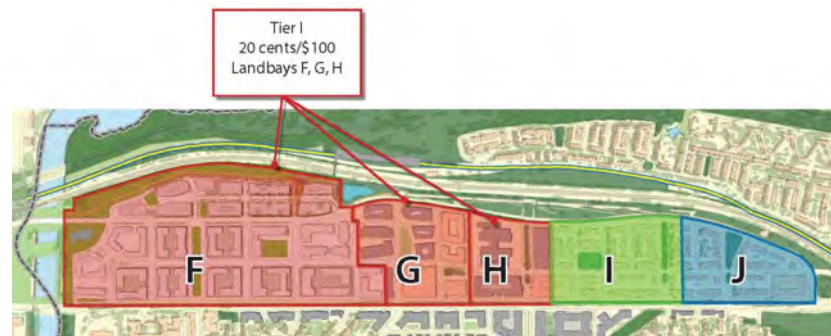 Tier I
20 cents/$100
Landbays F, G, H
F
G
H
I
J